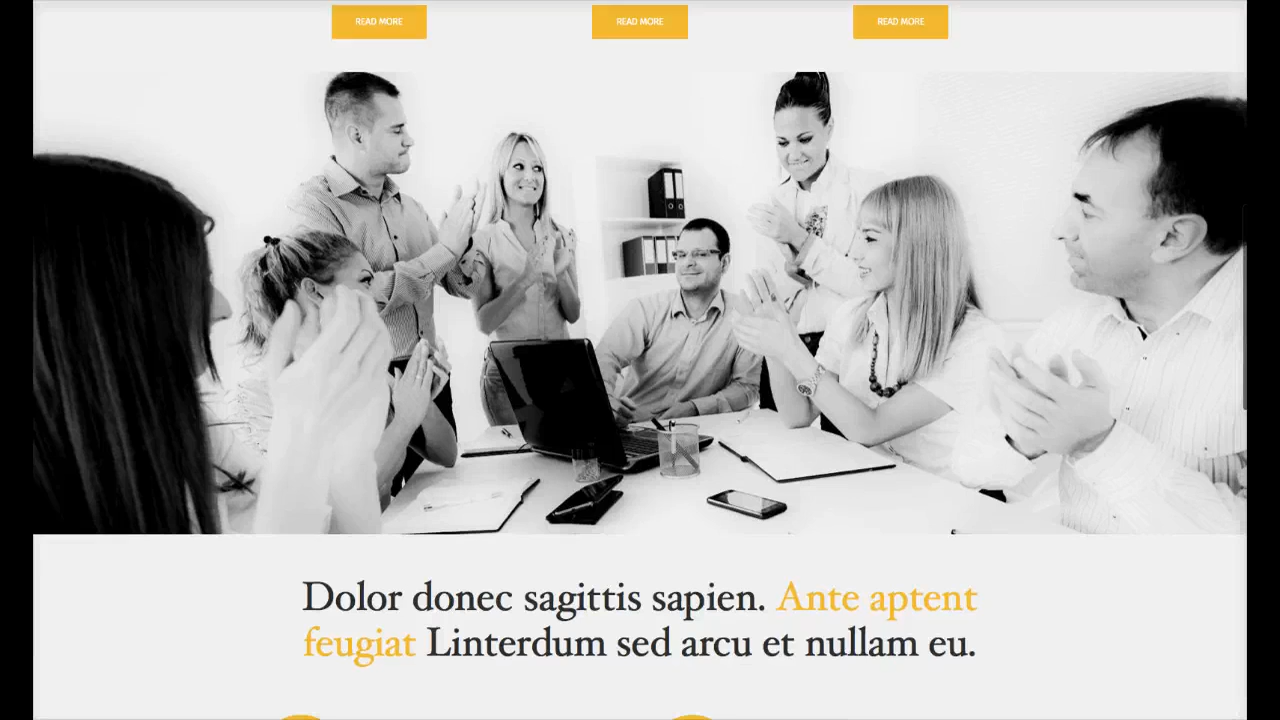 READ MORE READ MORE READ MORE
Dolor donec sagittis sapien. Ante aptent
feugiat Linterdum sed arcu et nullam eu.